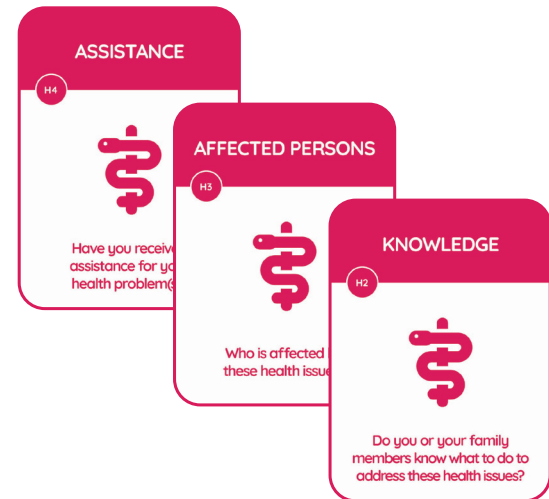 ASSISTANCE
H4
Have you receive
assistance for yo
health problem(s
AFFECTED PERSONS
H3
Who is affected
these health issue
KNOWLEDGE
H2
Do you or your family
members know what to do to
address these health issues?